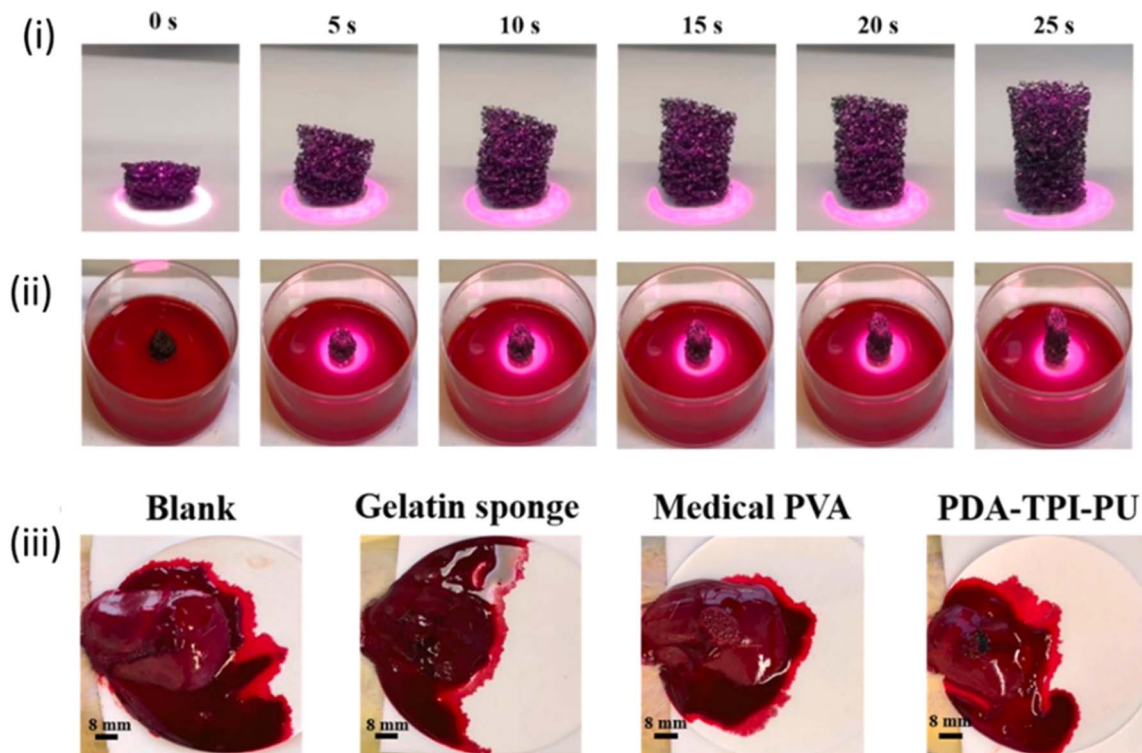 (i)
0 s 5 s 10 s 15 s 20 s 25 s
(ii)
(iii)
Blank Gelatin sponge Medical PVA PDA-TPI-PU
8 mm 8 mm 8 mm 8 mm